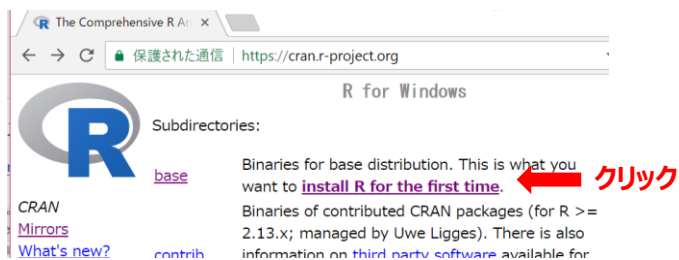 The Comprehensive R Ar
保護された通信 https://cran.r-project.org
R for Windows
R
Subdirectories:
base
Binaries for base distribution. This is what you
want to install R for the first time.
クリック
CRAN
Mirrors
What's new?
Binaries of contributed CRAN packages (for R >=
2.13.x; managed by Uwe Ligges). There is also
contrib
information on third party software available for